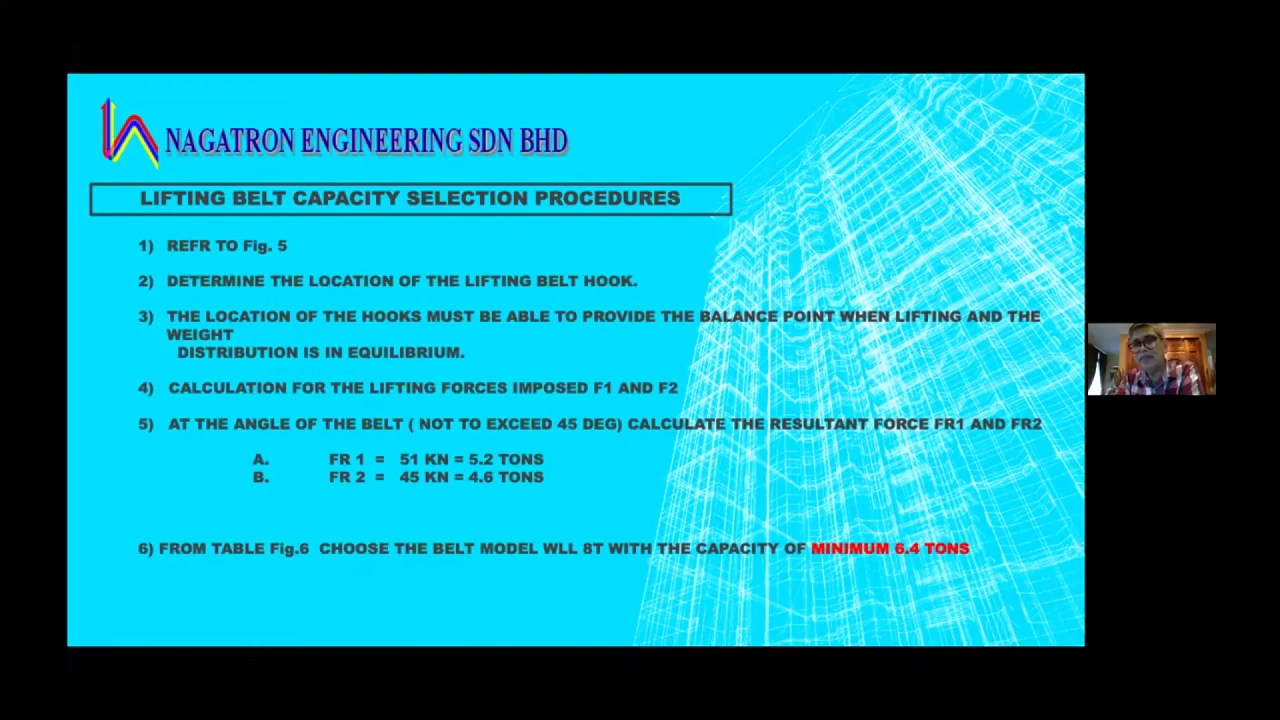 NAGATRON ENGINEERING SDN BHD
LIFTING BELT CAPACITY SELECTION PROCEDURES
1) REFR TO Fig. 5
2) DETERMINE THE LOCATION OF THE LIFTING BELT HOOK.
3) THE LOCATION OF THE HOOKS MUST BE ABLE TO PROVIDE THE BALANCE POINT WHEN LIFTING AND THE
WEIGHT
DISTRIBUTION IS IN EQUILIBRIUM.
4) CALCULATION FOR THE LIFTING FORCES IMPOSED F1 AND F2
5) AT THE ANGLE OF THE BELT ( NOT TO EXCEED 45 DEG) CALCULATE THE RESULTANT FORCE FR1 AND FR2
A. FR 1 = 51 KN = 5.2 TONS
B. FR 2 = 45 KN = 4.6 TONS
6) FROM TABLE Fig.6 CHOOSE THE BELT MODEL WLL 8T WITH THE CAPACITY OF MINIMUM 6.4 TONS